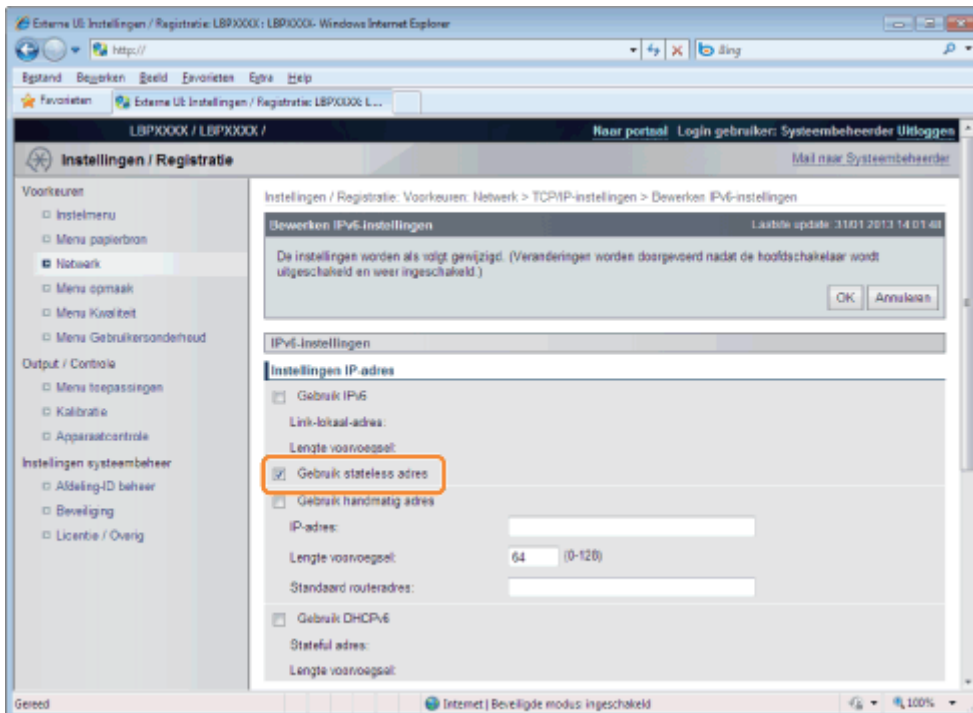 Externe UI: Instellingen / Registratie: LBPXXXX : LBPXXXX- Windows Internet Explorer
http://
Bing
Bestand Bewerken Beeld Favorieten Extra Help
Favorieten
Externe UI: Instellingen / Registratie: LBPXXXX: L...
LBPXXXX / LBPXXXX /
Naar portaal Login gebruiker: Systeembeheerder Uitloggen
Instellingen / Registratie
Mail naar Systeembeheerder
Voorkeuren
Instelmenu
Menu papierbron
Netwerk
Menu opmaak
Menu Kwaliteit
Menu Gebruikersonderhoud
Output / Controle
Menu toepassingen
Kalibratie
Apparaatcontrole
Instellingen systeembeheer
Afdeling-ID beheer
Beveiliging
Licentie / Overig
Instellingen / Registratie: Voorkeuren: Netwerk > TCP/IP-instellingen > Bewerken IPv6-instellingen
Bewerken IPv6-instellingen
Laatste update: 31/01 2013 14:01:48
De instellingen worden als volgt gewijzigd. (Veranderingen worden doorgevoerd nadat de hoofdschakelaar wordt
uitgeschakeld en weer ingeschakeld.)
OK Annuleren
IPv6-instellingen
Instellingen IP-adres
Gebruik IPv6
Link-lokaal-adres:
Lengte voorvoegsel:
Gebruik stateless adres
Gebruik handmatig adres
IP-adres:
Lengte voorvoegsel: 64 (0-128)
Standaard routeradres:
Gebruik DHCPv6
Stateful adres:
Lengte voorvoegsel:
Gereed
Internet | Beveiligde modus: ingeschakeld
100%